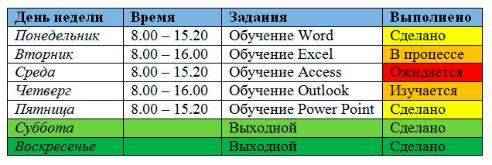 День недели Время Задания Выполнено
Понедельник 8.00 – 15.20 Обучение Word Сделано
Вторник 8.00 – 16.00 Обучение Excel В процессе
Среда 8.00 – 15.20 Обучение Access Ожидается
Четверг 8.00 – 16.00 Обучение Outlook Изучается
Пятница 8.00 – 15.20 Обучение Power Point Сделано
Суббота Выходной Сделано
Воскресенье Выходной Сделано